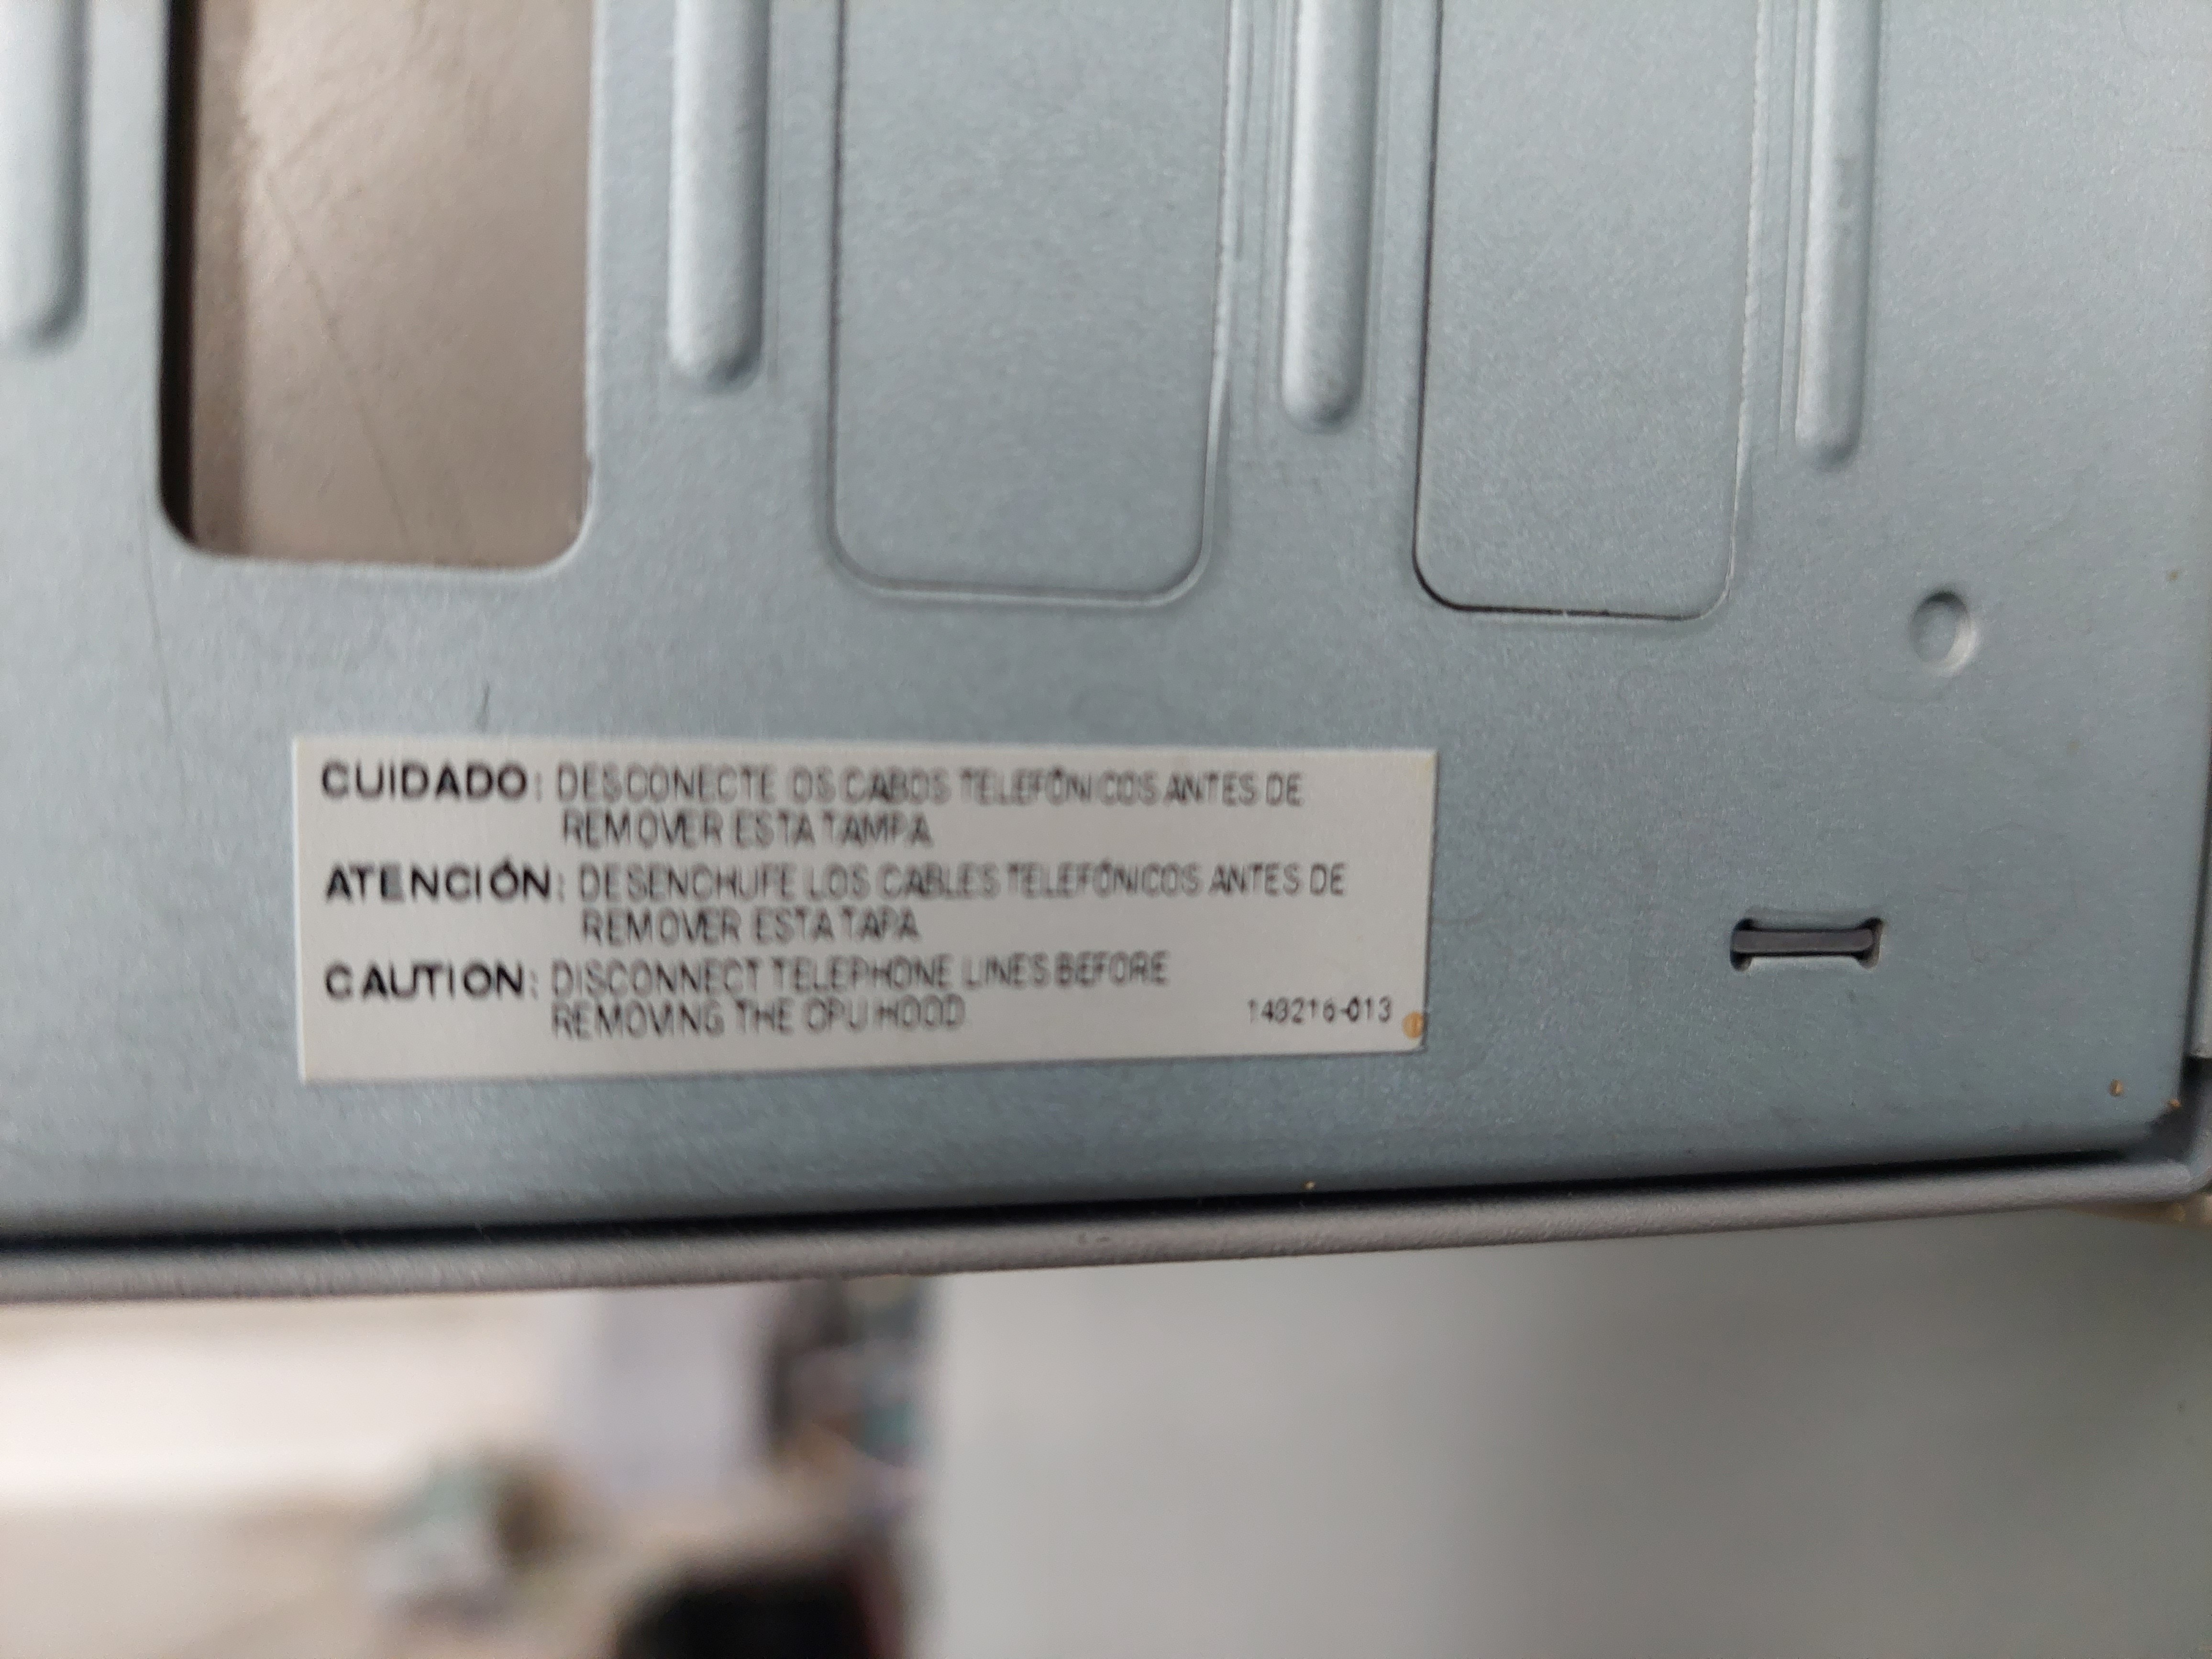 CUIDADO: DESCONECTE OS CABOS TELEFÔNICOS ANTES DE
REMOVER ESTA TAMPA
ATENCIÓN: DESENCHUFE LOS CABLES TELEFÓNICOS ANTES DE
REMOVER ESTA TAPA
CAUTION: DISCONNECT TELEPHONE LINES BEFORE
REMOVING THE CPU HOOD
149216-013